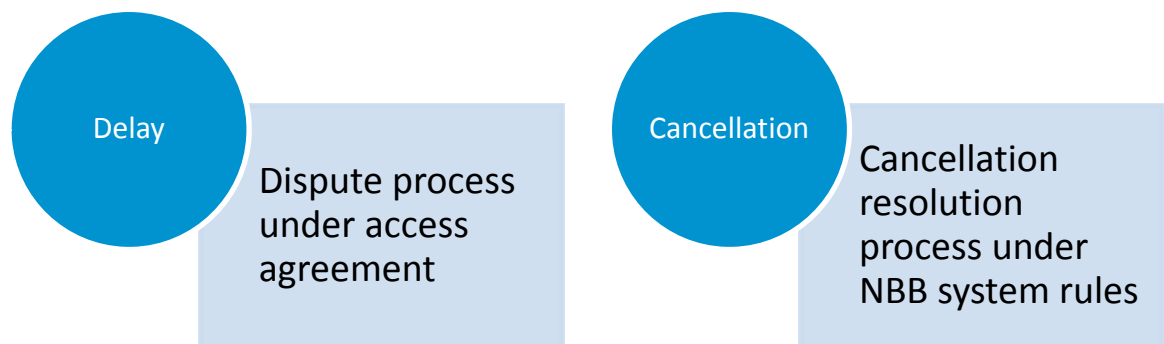 Delay
Dispute process
under access
agreement
Cancellation
Cancellation
resolution
process under
NBB system rules